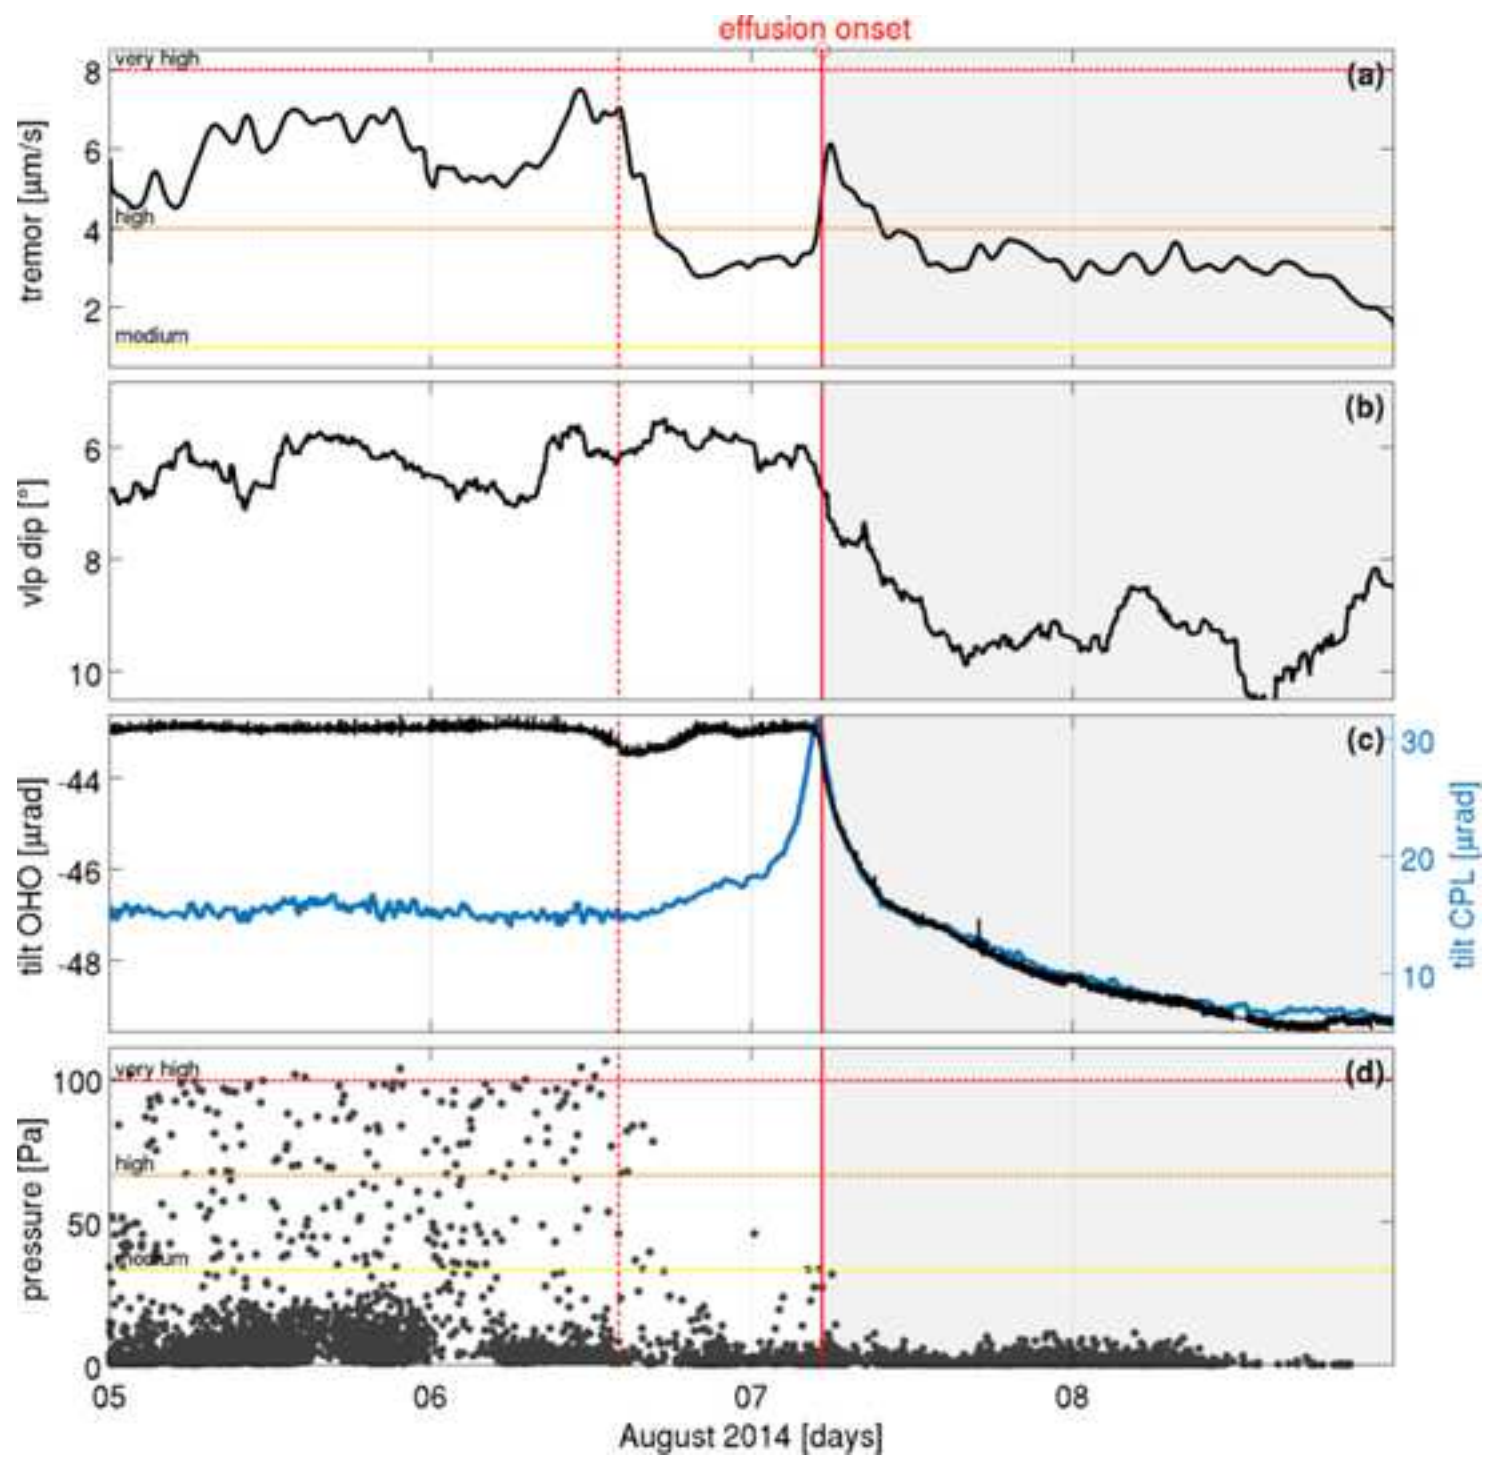 effusion onset
very high
(a)
8
6
high
4
2
medium
tremor [μm/s]
(b)
6
8
10
vlp dip [°]
(c)
-44
-46
-48
tilt OHO [μrad]
30
20
10
tilt CPL [μrad]
very high
(d)
100
high
50
medium
0
pressure [Pa]
05 06 07 08
August 2014 [days]